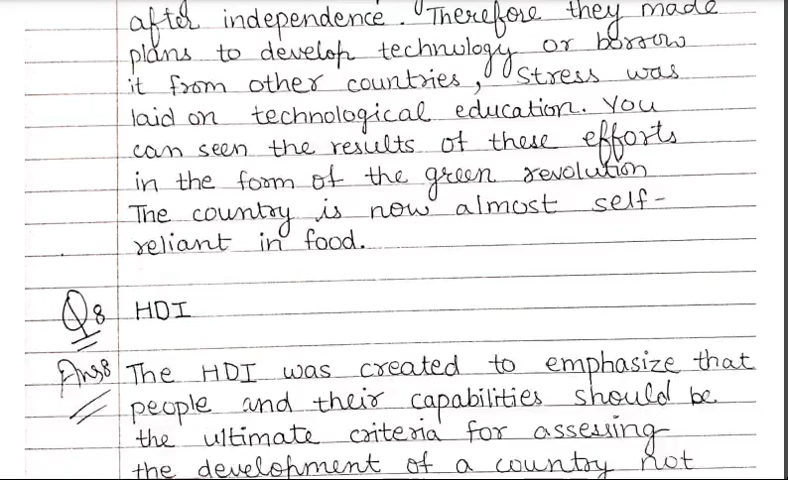 after independence. Therefore they made
plans to develop technology or borrow
it from other countries, Stress was
laid on technological education. You
can seen the results of these efforts
in the form of the green revolution
The country is now almost self-
reliant in food.
Q8 HDI
Ans8 The HDI was created to emphasize that
people and their capabilities should be
the ultimate criteria for assessing
the development of a country not